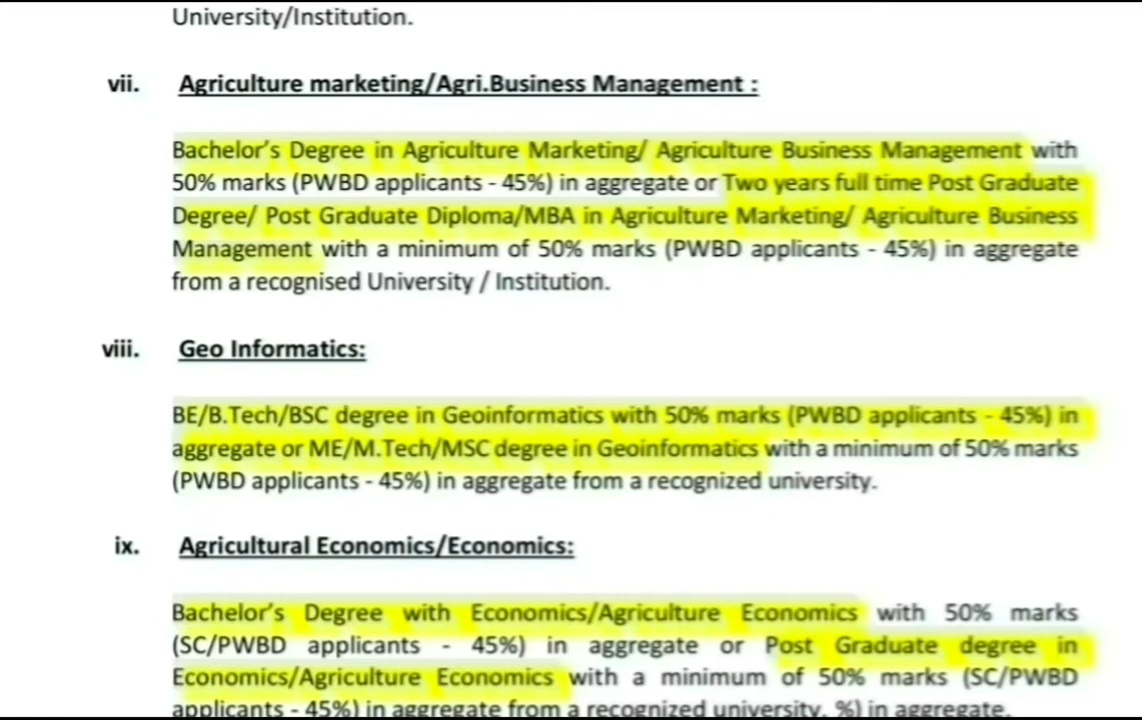 University/Institution.
vii. Agriculture marketing/Agri.Business Management :
Bachelor's Degree in Agriculture Marketing/ Agriculture Business Management with
50% marks (PWBD applicants - 45%) in aggregate or Two years full time Post Graduate
Degree/ Post Graduate Diploma/MBA in Agriculture Marketing/ Agriculture Business
Management with a minimum of 50% marks (PWBD applicants - 45%) in aggregate
from a recognised University / Institution.
viii. Geo Informatics:
BE/B.Tech/BSC degree in Geoinformatics with 50% marks (PWBD applicants - 45%) in
aggregate or ME/M.Tech/MSC degree in Geoinformatics with a minimum of 50% marks
(PWBD applicants - 45%) in aggregate from a recognized university.
ix. Agricultural Economics/Economics:
Bachelor's Degree with Economics/Agriculture Economics with 50% marks
(SC/PWBD applicants - 45%) in aggregate or Post Graduate degree in
Economics/Agriculture Economics with a minimum of 50% marks (SC/PWBD
applicants - 45%) in aggregate from a recognized university. %) in aggregate.